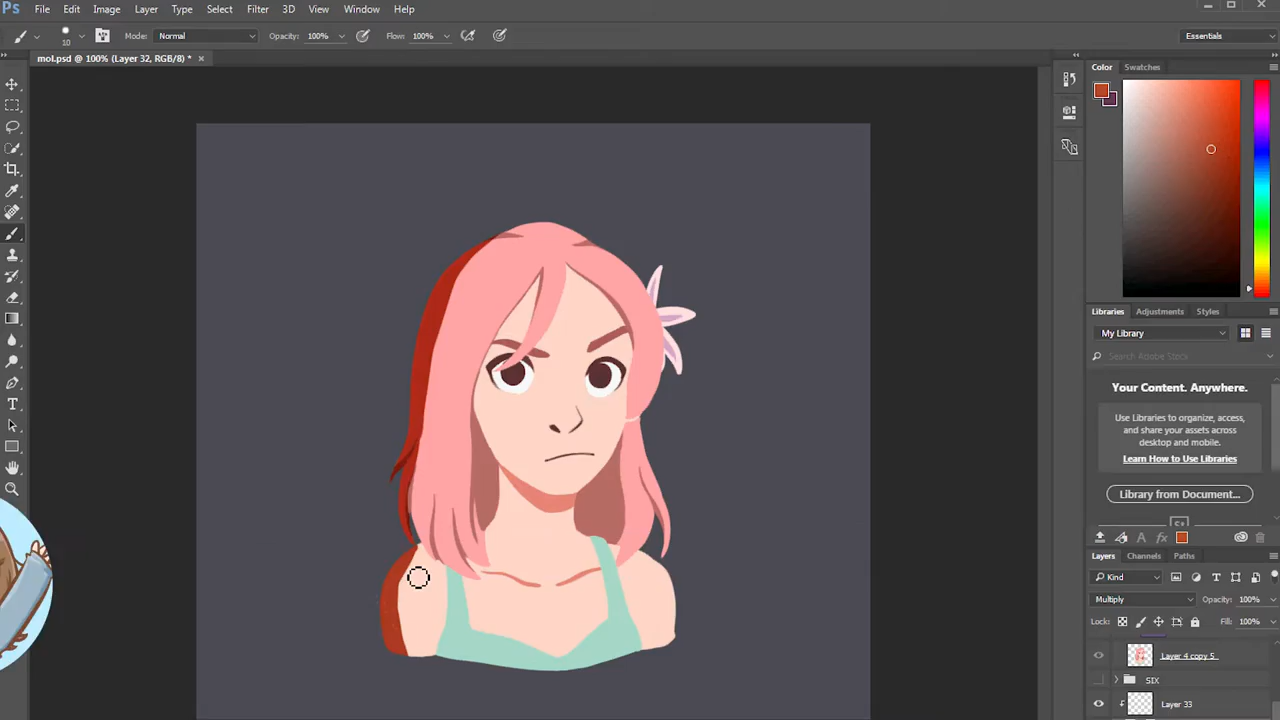 Ps File Edit Image Layer Type Select Filter 3D View Window Help
10 Mode: Normal Opacity: 100% Flow: 100% Essentials
mol.psd @ 100% (Layer 32, RGB/8) * ×
Color Swatches
Libraries Adjustments Styles
My Library
Search Adobe Stock
Your Content. Anywhere.
Use Libraries to organize, access,
and share your assets across
desktop and mobile.
Learn How to Use Libraries
Library from Document...
St
A fx
Layers Channels Paths
Kind T
Multiply Opacity: 100%
Locks: Fill: 100%
Layer 4 copy 5
SIX
Layer 33
T